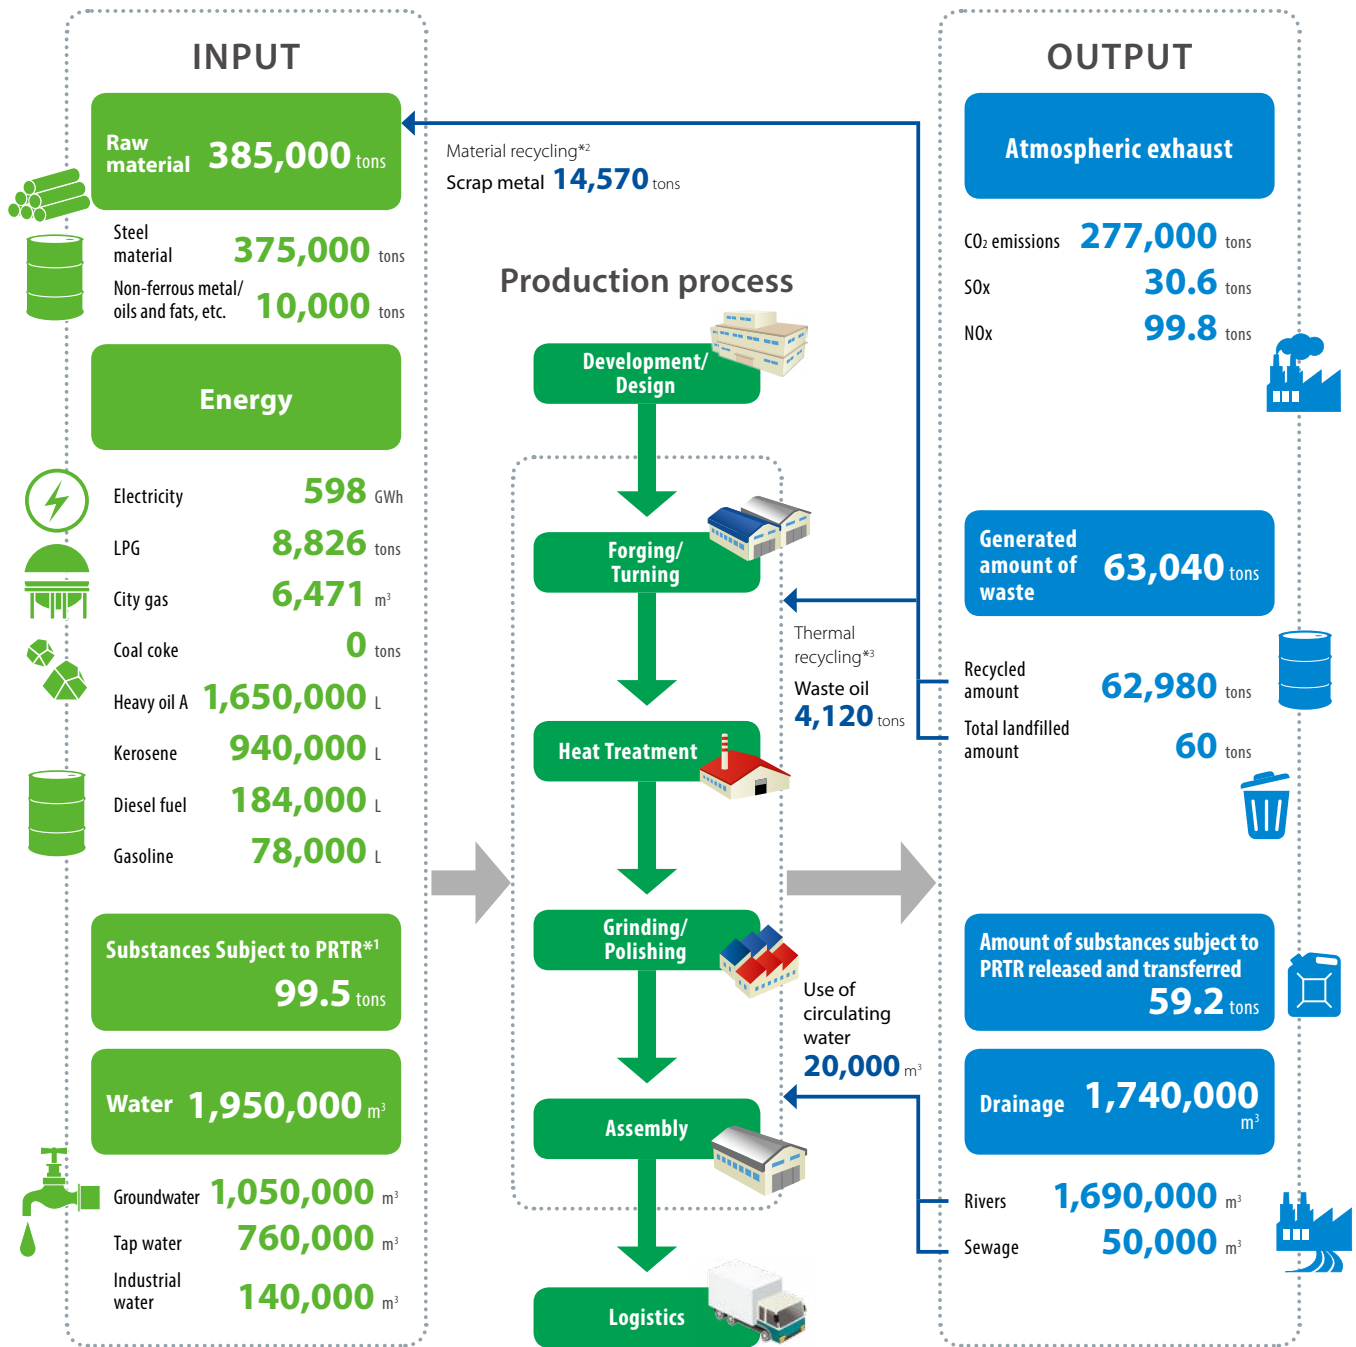 INPUT
Raw
material 385,000 tons
Steel
material 375,000 tons
Non-ferrous metal/
oils and fats, etc. 10,000 tons
Energy
Electricity 598 GWh
LPG 8,826 tons
City gas 6,471 m³
Coal coke 0 tons
Heavy oil A 1,650,000 L
Kerosene 940,000 L
Diesel fuel 184,000 L
Gasoline 78,000 L
Substances Subject to PRTR*1
99.5 tons
Water 1,950,000 m³
Groundwater 1,050,000 m³
Tap water 760,000 m³
Industrial
water 140,000 m³
Material recycling*2
Scrap metal 14,570 tons
Production process
Development/
Design
Forging/
Turning
Heat Treatment
Grinding/
Polishing
Assembly
Logistics
Thermal
recycling*3
Waste oil
4,120 tons
Use of
circulating
water
20,000 m³
OUTPUT
Atmospheric exhaust
CO₂ emissions 277,000 tons
SOx 30.6 tons
NOx 99.8 tons
Generated
amount of
waste 63,040 tons
Recycled
amount 62,980 tons
Total landfilled
amount 60 tons
Amount of substances subject to
PRTR released and transferred
59.2 tons
Drainage 1,740,000
m³
Rivers 1,690,000 m³
Sewage 50,000 m³